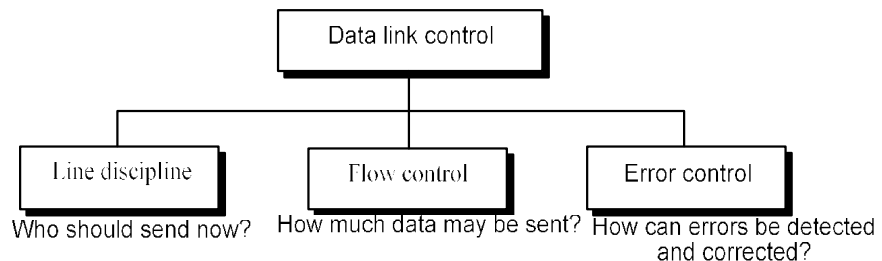 Data link control
Line discipline
Flow control
Error control
Who should send now?
How much data may be sent?
How can errors be detected
and corrected?